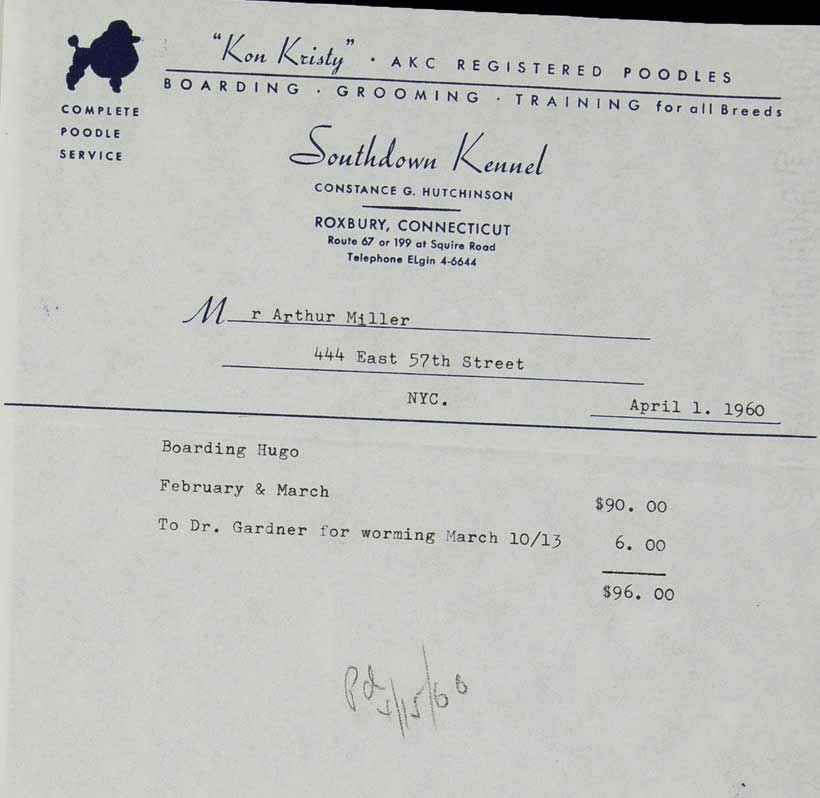 "Kon Kristy" · AKC REGISTERED POODLES
BOARDING · GROOMING · TRAINING for all Breeds
COMPLETE
POODLE
SERVICE
Southdown Kennel
CONSTANCE G. HUTCHINSON
ROXBURY, CONNECTICUT
Route 67 or 199 at Squire Road
Telephone ELgin 4-6644
Mr Arthur Miller
444 East 57th Street
NYC.
April 1. 1960
Boarding Hugo
February & March $90. 00
To Dr. Gardner for worming March 10/13 6. 00
$96. 00
Pd